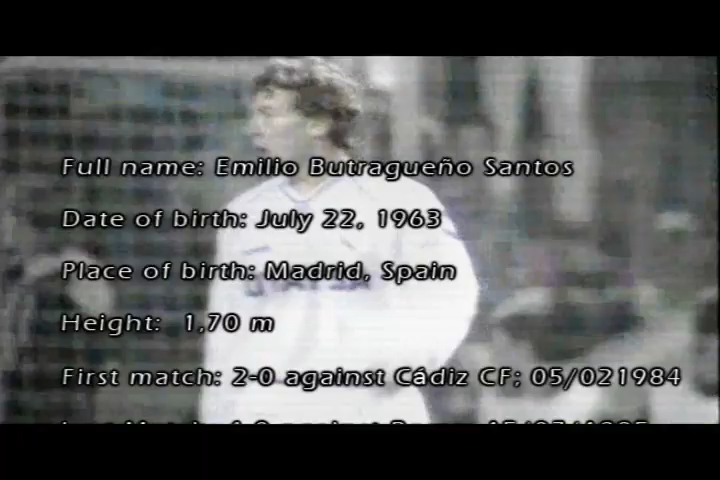 Full name: Emilio Butragueño Santos
Date of birth: July 22, 1963
Place of birth: Madrid, Spain
Height: 1,70 m
First match: 2-0 against Cádiz CF; 05/021984